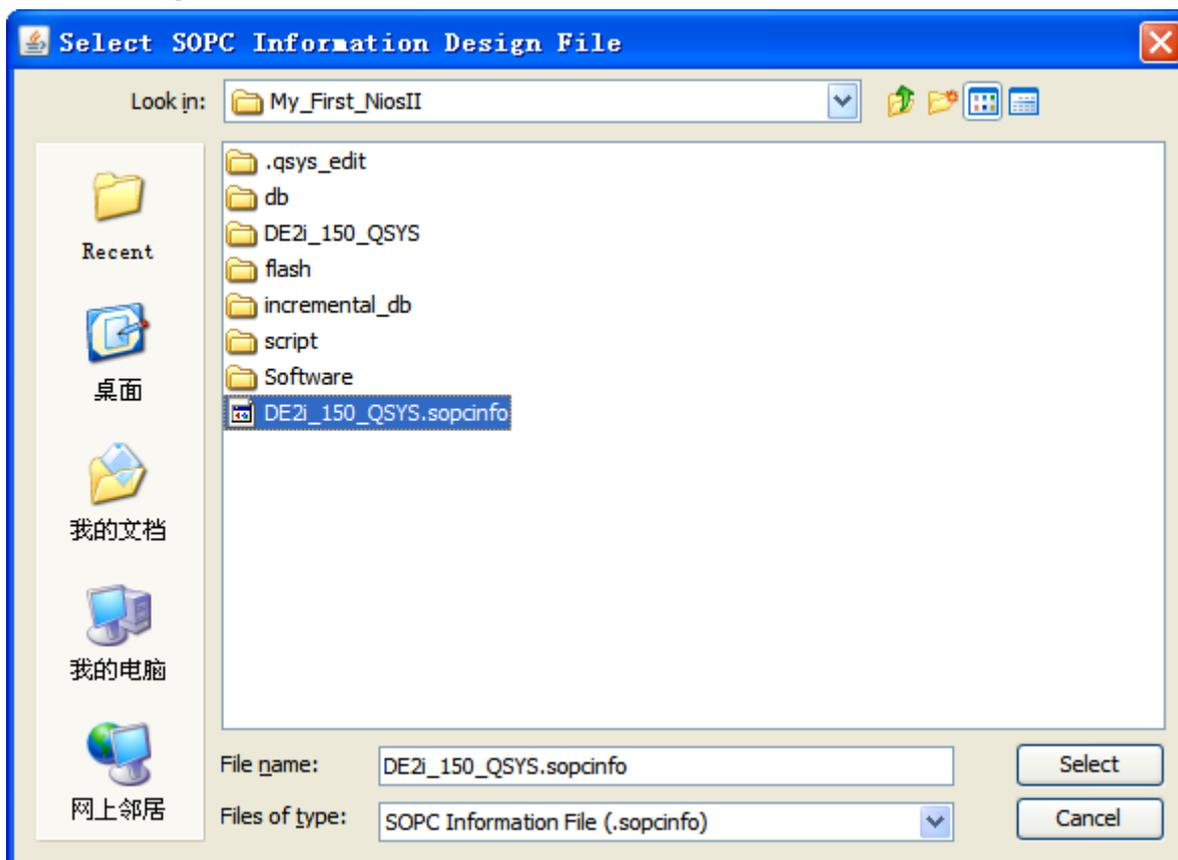 Select SOPC Information Design File
Look in: My_First_NiosII
.qsys_edit
db
DE2i_150_QSYS
flash
incremental_db
script
Software
DE2i_150_QSYS.sopcinfo
Recent
桌面
我的文档
我的电脑
网上邻居
File name: DE2i_150_QSYS.sopcinfo
Select
Files of type: SOPC Information File (.sopcinfo)
Cancel